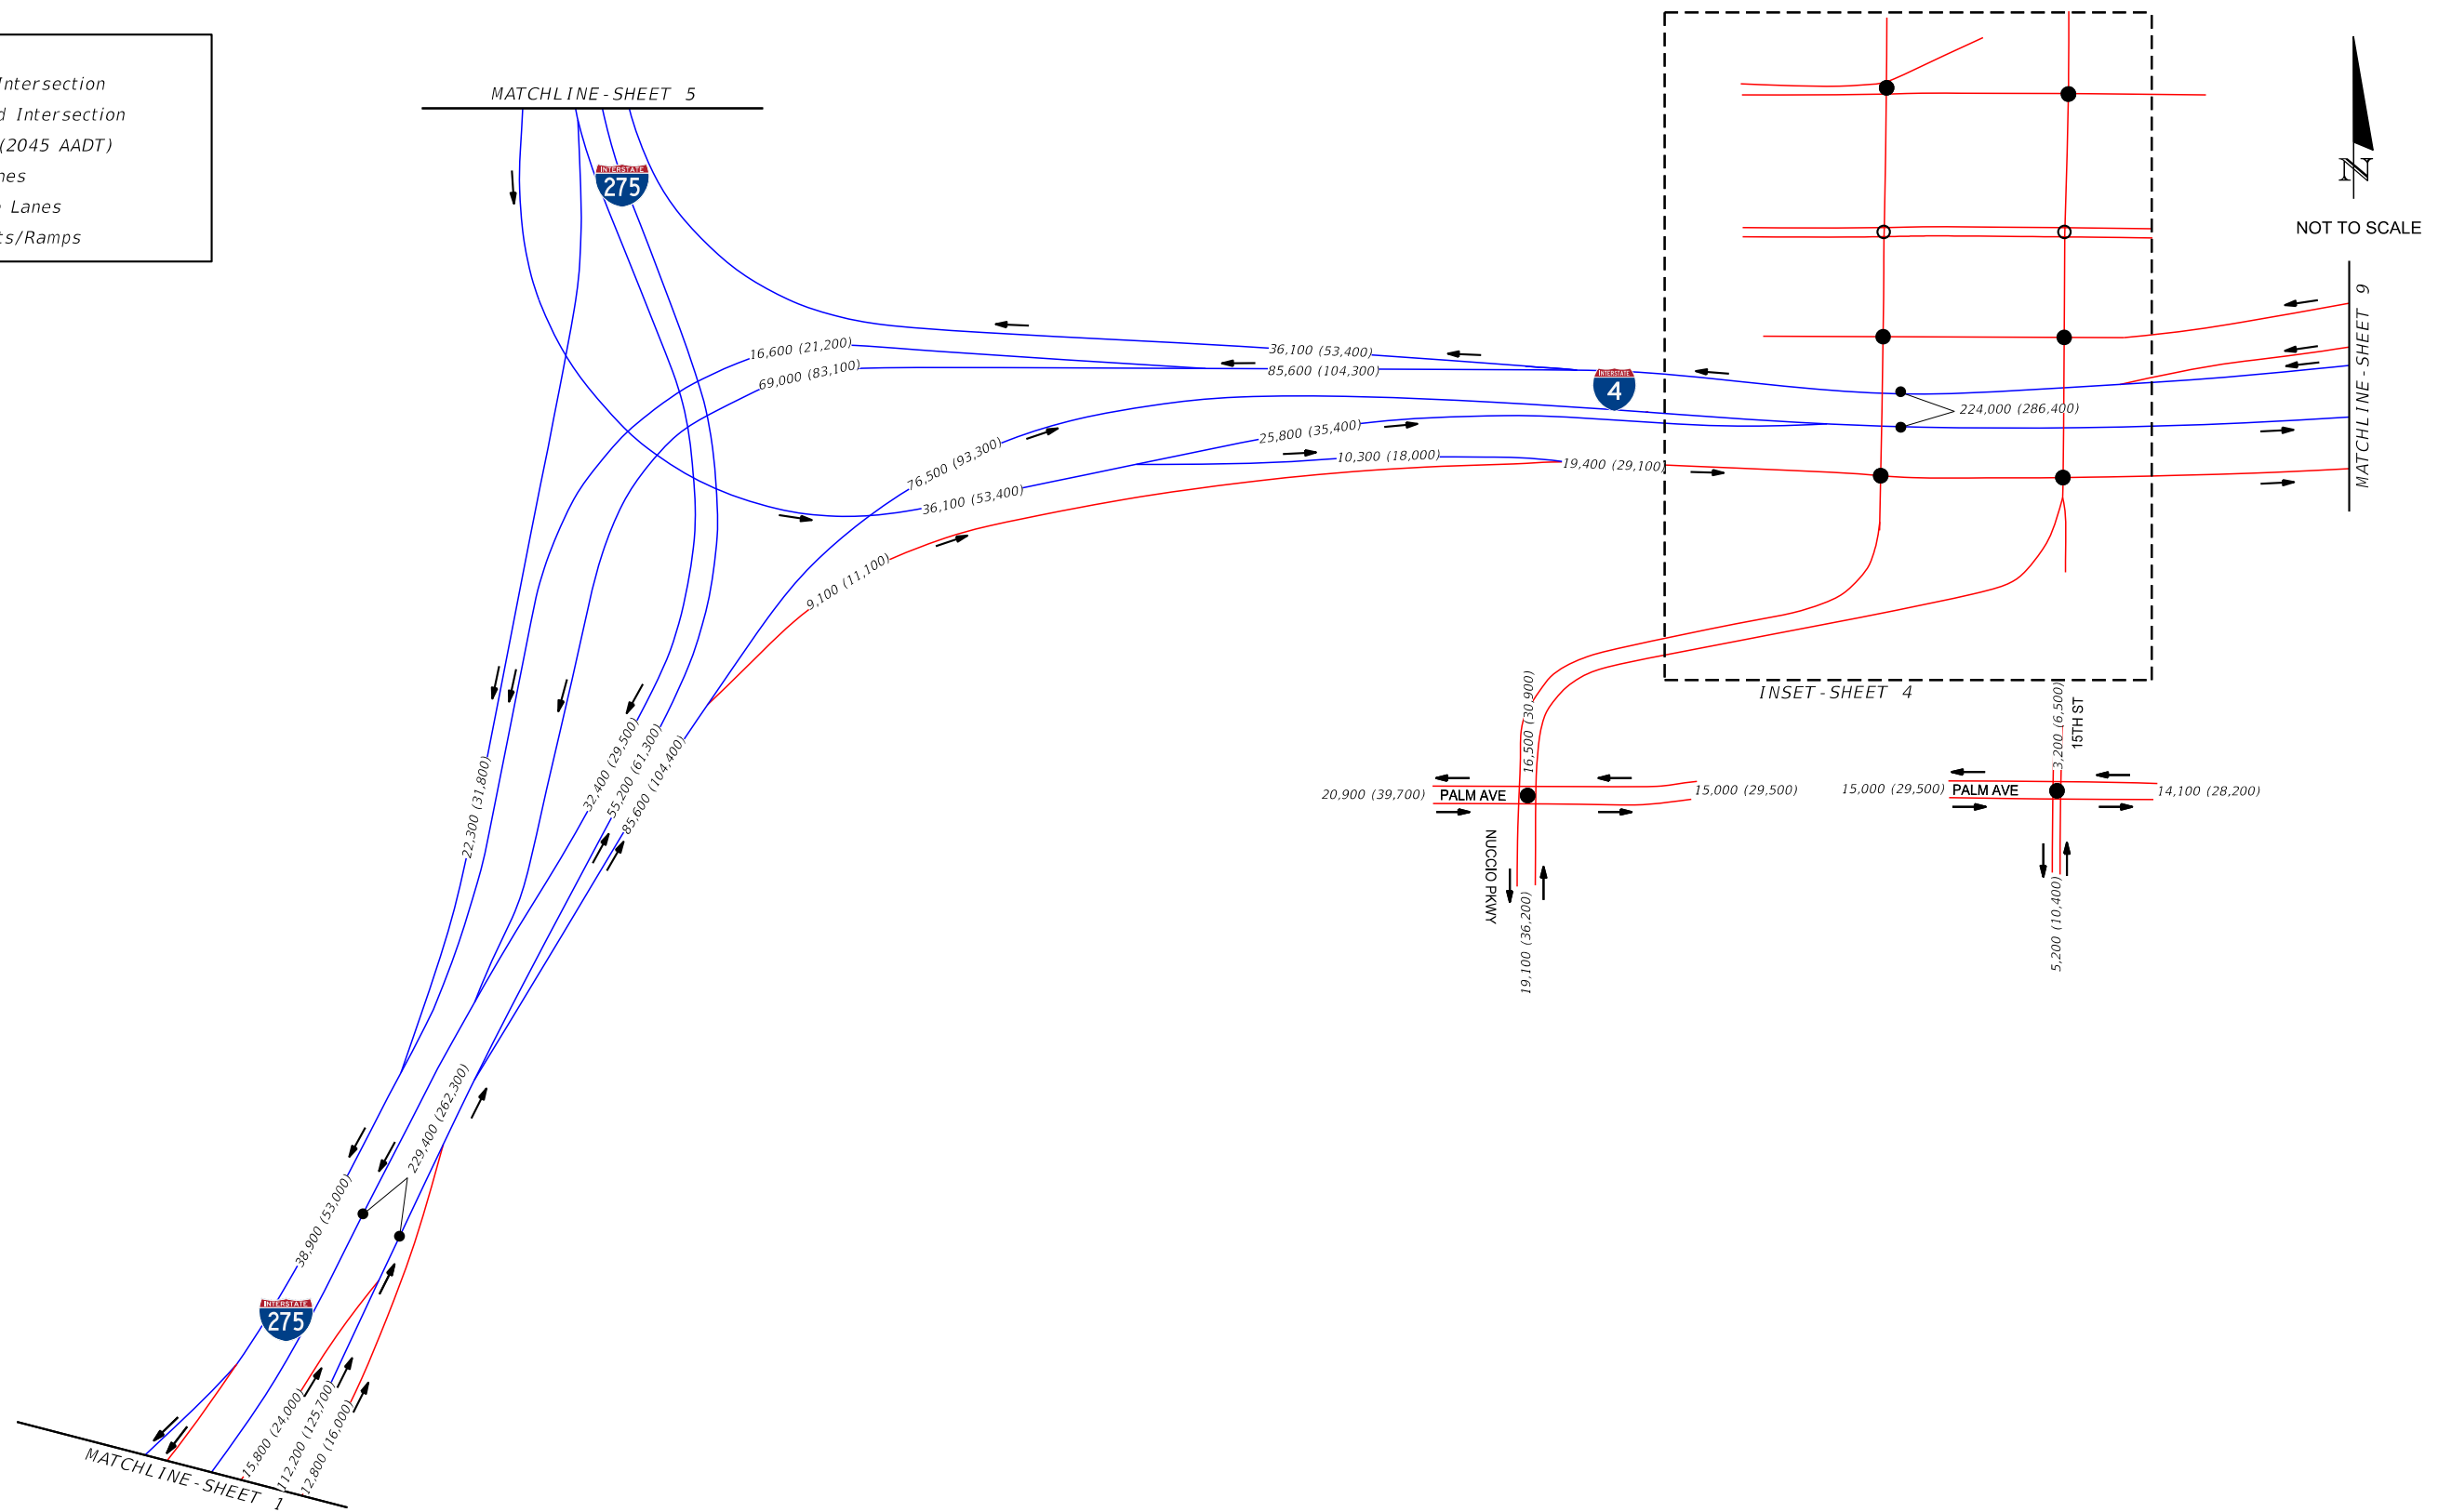 Intersection
d Intersection
(2045 AADT)
nes
Lanes
ts/Ramps
MATCHLINE-SHEET 5
INTERSTATE
275
N
NOT TO SCALE
MATCHLINE-SHEET 9
16,600 (21,200)
69,000 (83,100)
36,100 (53,400)
85,600 (104,300)
INTERSTATE
4
224,000 (286,400)
76,500 (93,300)
25,800 (35,400)
10,300 (18,000)
19,400 (29,100)
36,100 (53,400)
9,100 (11,100)
INSET-SHEET 4
22,300 (31,800)
32,400 (29,500)
55,200 (61,300)
85,600 (104,400)
16,500 (30,900)
20,900 (39,700)
PALM AVE
15,000 (29,500)
NUCCIO PKWY
19,100 (36,200)
3,200 (6,500)
15TH ST
15,000 (29,500)
PALM AVE
14,100 (28,200)
5,200 (10,400)
229,400 (262,300)
38,900 (53,000)
INTERSTATE
275
15,800 (24,000)
112,200 (125,700)
12,800 (16,000)
MATCHLINE-SHEET 1